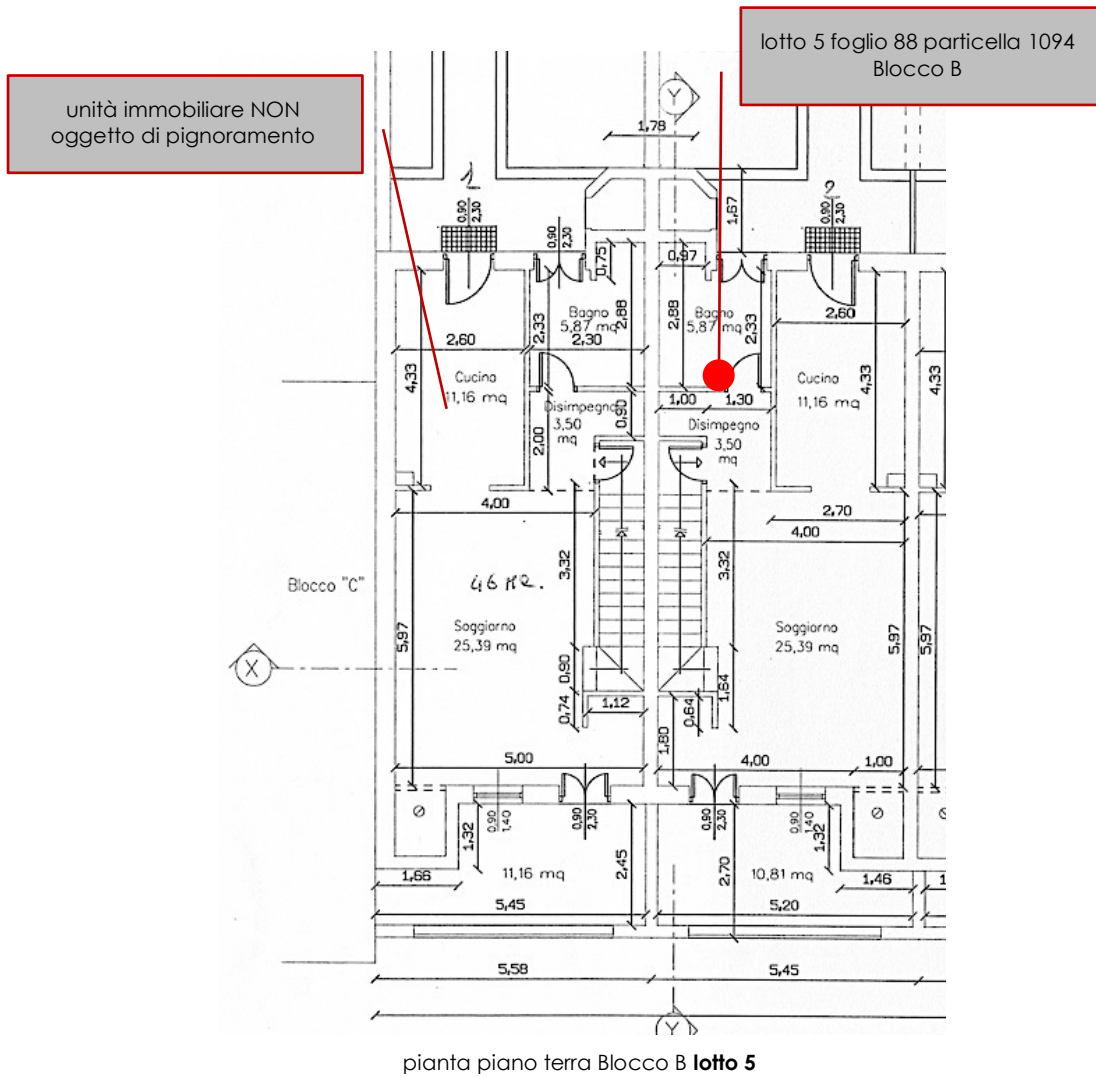 lotto 5 foglio 88 particella 1094
Blocco B
unità immobiliare NON
oggetto di pignoramento
Y
1,78
1
2
0,90
2,30
0,90
2,30
1,67
0,90
2,30
0,75
0,97
Bagno
5,87 mq
2,88
2,33
2,30
2,60
4,33
Cucina
11,16 mq
Bagno
5,87 mq
2,88
2,33
2,60
Cucina
11,16 mq
4,33
4,33
Disimpegno
3,50
mq
2,00
0,90
1,00
1,30
Disimpegno
3,50
mq
4,00
2,70
4,00
3,32
3,32
Blocco "C"
46 MQ.
Soggiorno
25,39 mq
Soggiorno
25,39 mq
5,97
5,97
5,97
X
0,90
0,74
1,12
0,64
1,64
1,80
5,00
4,00
1,00
0,90
1,40
0,90
2,30
0,90
2,30
0,90
1,40
1,32
1,32
1,66
11,16 mq
2,45
2,70
10,81 mq
1,46
1
5,45
5,20
5,58
5,45
Y
pianta piano terra Blocco B lotto 5